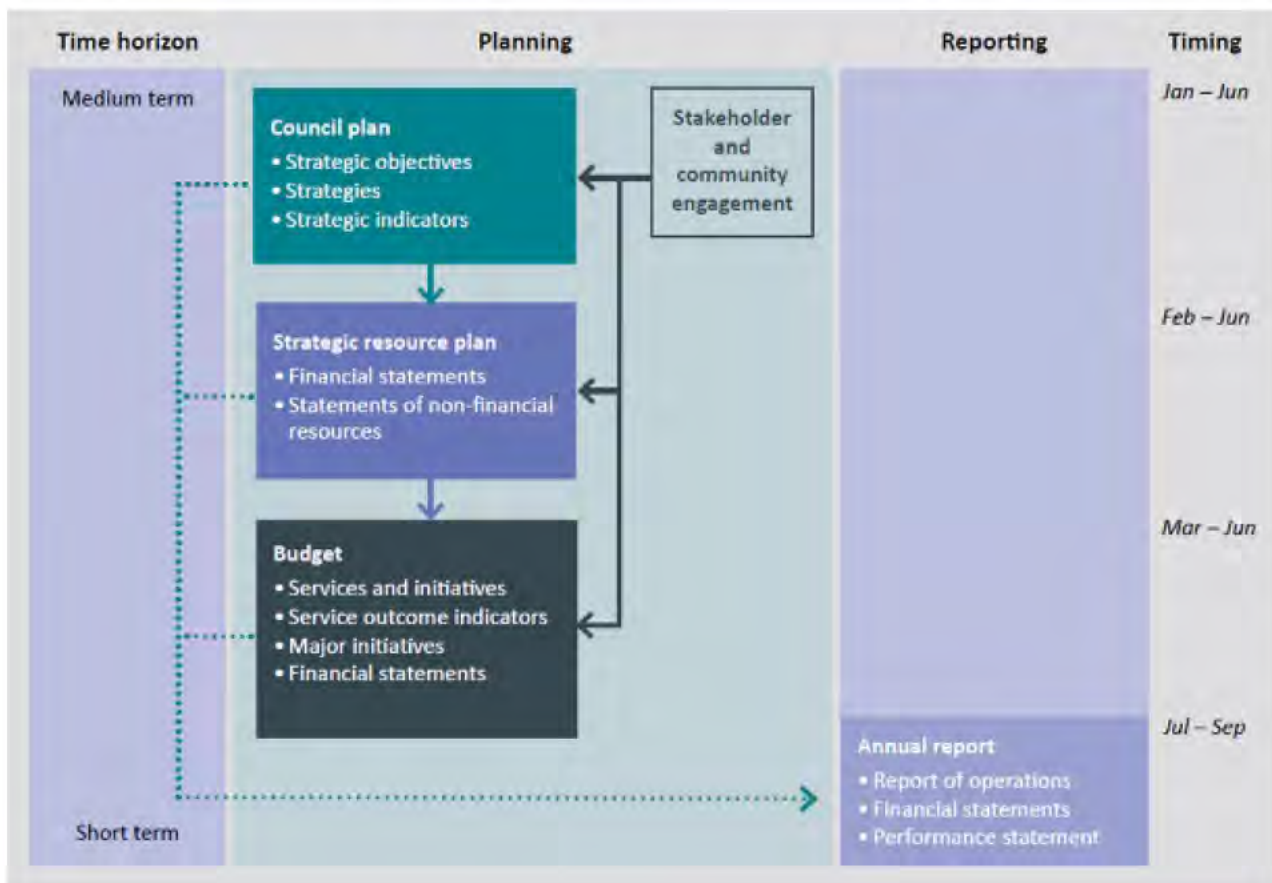 Time horizon
Planning
Reporting
Timing
Medium term
Jan – Jun
Council plan
• Strategic objectives
• Strategies
• Strategic indicators
Stakeholder
and
community
engagement
Feb – Jun
Strategic resource plan
• Financial statements
• Statements of non-financial
resources
Mar – Jun
Budget
• Services and initiatives
• Service outcome indicators
• Major initiatives
• Financial statements
Jul – Sep
Annual report
• Report of operations
• Financial statements
• Performance statement
Short term